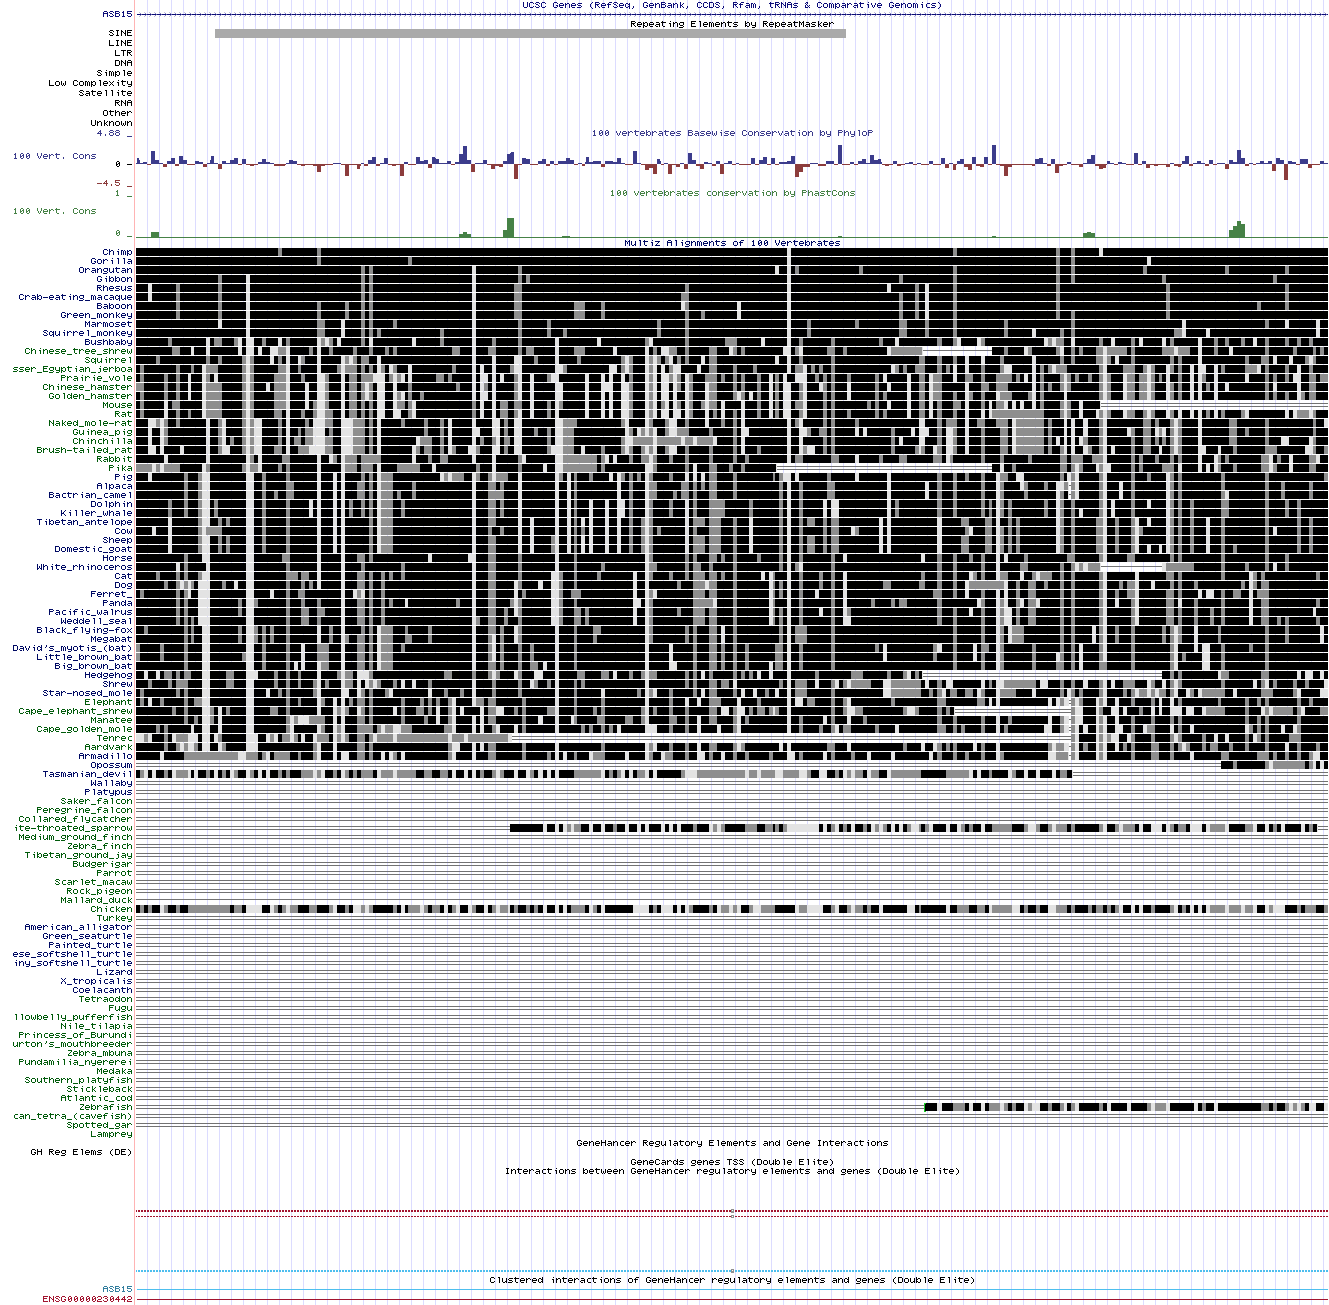 UCSC Genes (RefSeq, GenBank, CCDS, Rfam, tRNAs & Comparative Genomics)
ASB15
Repeating Elements by RepeatMasker
SINE
LINE
LTR
DNA
Simple
Low Complexity
Satellite
RNA
Other
Unknown
4.88 _
100 vertebrates Basewise Conservation by PhyloP
100 Vert. Cons
0 _
-4.5 _
1 _
100 vertebrates conservation by PhastCons
100 Vert. Cons
0 _
Multiz Alignments of 100 Vertebrates
Chimp
Gorilla
Orangutan
Gibbon
Rhesus
Crab-eating_macaque
Baboon
Green_monkey
Marmoset
Squirrel_monkey
Bushbaby
Chinese_tree_shrew
Squirrel
sser_Egyptian_jerboa
Prairie_vole
Chinese_hamster
Golden_hamster
Mouse
Rat
Naked_mole-rat
Guinea_pig
Chinchilla
Brush-tailed_rat
Rabbit
Pika
Pig
Alpaca
Bactrian_camel
Dolphin
Killer_whale
Tibetan_antelope
Cow
Sheep
Domestic_goat
Horse
White_rhinoceros
Cat
Dog
Ferret_
Panda
Pacific_walrus
Weddell_seal
Black_flying-fox
Megabat
David's_myotis_(bat)
Little_brown_bat
Big_brown_bat
Hedgehog
Shrew
Star-nosed_mole
Elephant
Cape_elephant_shrew
Manatee
Cape_golden_mole
Tenrec
Aardvark
Armadillo
Opossum
Tasmanian_devil
Wallaby
Platypus
Saker_falcon
Peregrine_falcon
Collared_flycatcher
ite-throated_sparrow
Medium_ground_finch
Zebra_finch
Tibetan_ground_jay
Budgerigar
Parrot
Scarlet_macaw
Rock_pigeon
Mallard_duck
Chicken
Turkey
American_alligator
Green_seaturtle
Painted_turtle
ese_softshell_turtle
iny_softshell_turtle
Lizard
X_tropicalis
Coelacanth
Tetraodon
Fugu
llowbelly_pufferfish
Nile_tilapia
Princess_of_Burundi
urton's_mouthbreeder
Zebra_mbuna
Pundamilia_nyererei
Medaka
Southern_platyfish
Stickleback
Atlantic_cod
Zebrafish
can_tetra_(cavefish)
Spotted_gar
Lamprey
GeneHancer Regulatory Elements and Gene Interactions
GH Reg Elems (DE)
GeneCards genes TSS (Double Elite)
Interactions between GeneHancer regulatory elements and genes (Double Elite)
Clustered interactions of GeneHancer regulatory elements and genes (Double Elite)
ASB15
ENSG00000230442